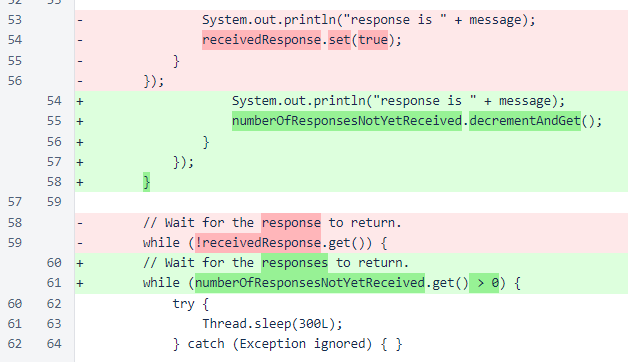 53 - System.out.println("response is " + message);
54 - receivedResponse.set(true);
55 - }
56 - });
54 + System.out.println("response is " + message);
55 + numberOfResponsesNotYetReceived.decrementAndGet();
56 + }
57 + });
58 + }
57 59
58 - // Wait for the response to return.
59 - while (!receivedResponse.get()) {
60 + // Wait for the responses to return.
61 + while (numberOfResponsesNotYetReceived.get() > 0) {
60 62 try {
61 63 Thread.sleep(300L);
62 64 } catch (Exception ignored) { }